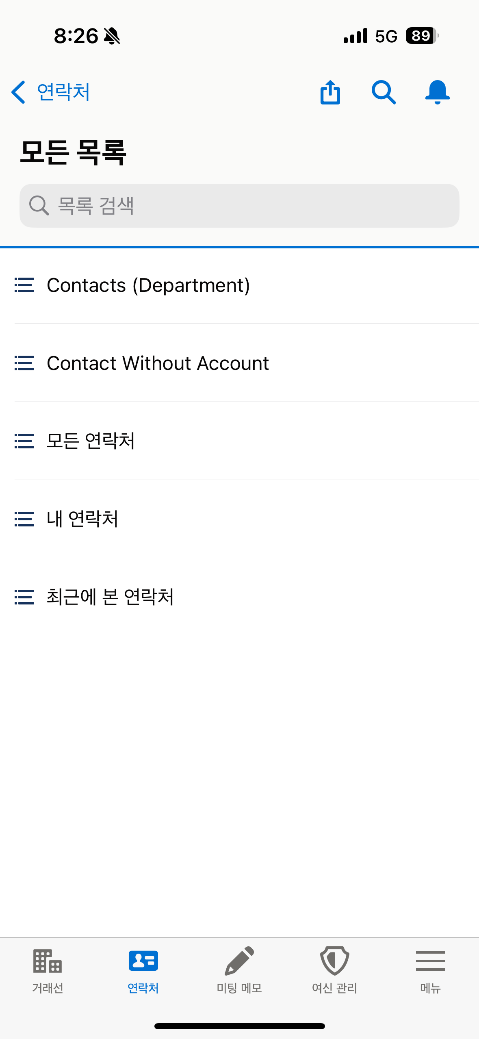 8:26
5G 89
연락처
모든 목록
목록 검색
Contacts (Department)
Contact Without Account
모든 연락처
내 연락처
최근에 본 연락처
거래선 연락처 미팅 메모 여신 관리 메뉴